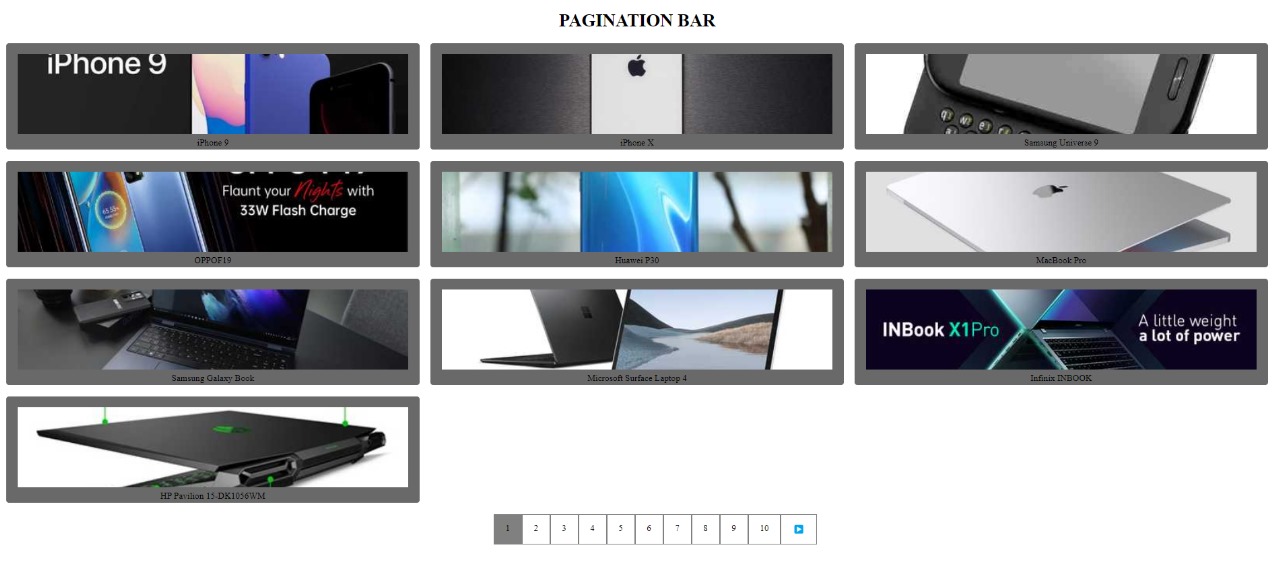 PAGINATION BAR
iPhone 9
iPhone 9
iPhone X
Samsung Universe 9
Flaunt your Nights with
33W Flash Charge
OPPOF19
Huawei P30
MacBook Pro
Samsung Galaxy Book
Microsoft Surface Laptop 4
INBook X1Pro
A little weight
a lot of power
Infinix INBOOK
HP Pavilion 15-DK1056WM
1 2 3 4 5 6 7 8 9 10